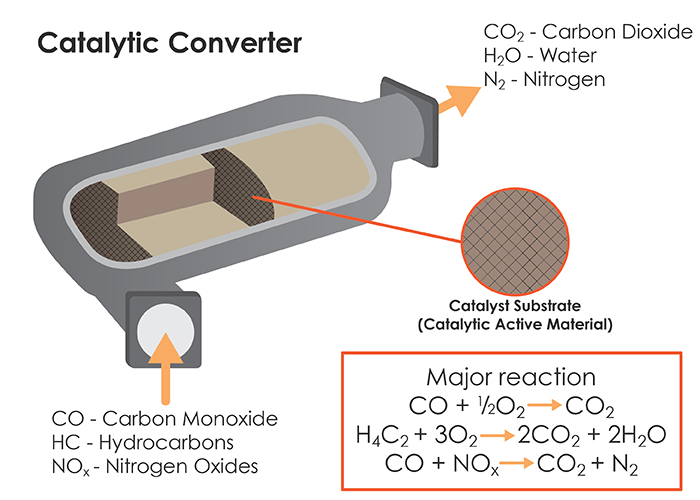 Catalytic Converter
CO₂ - Carbon Dioxide
H₂O - Water
N₂ - Nitrogen
Catalyst Substrate
(Catalytic Active Material)
CO - Carbon Monoxide
HC - Hydrocarbons
NOₓ - Nitrogen Oxides
Major reaction
CO + ½O₂ → CO₂
H₄C₂ + 3O₂ → 2CO₂ + 2H₂O
CO + NOₓ → CO₂ + N₂